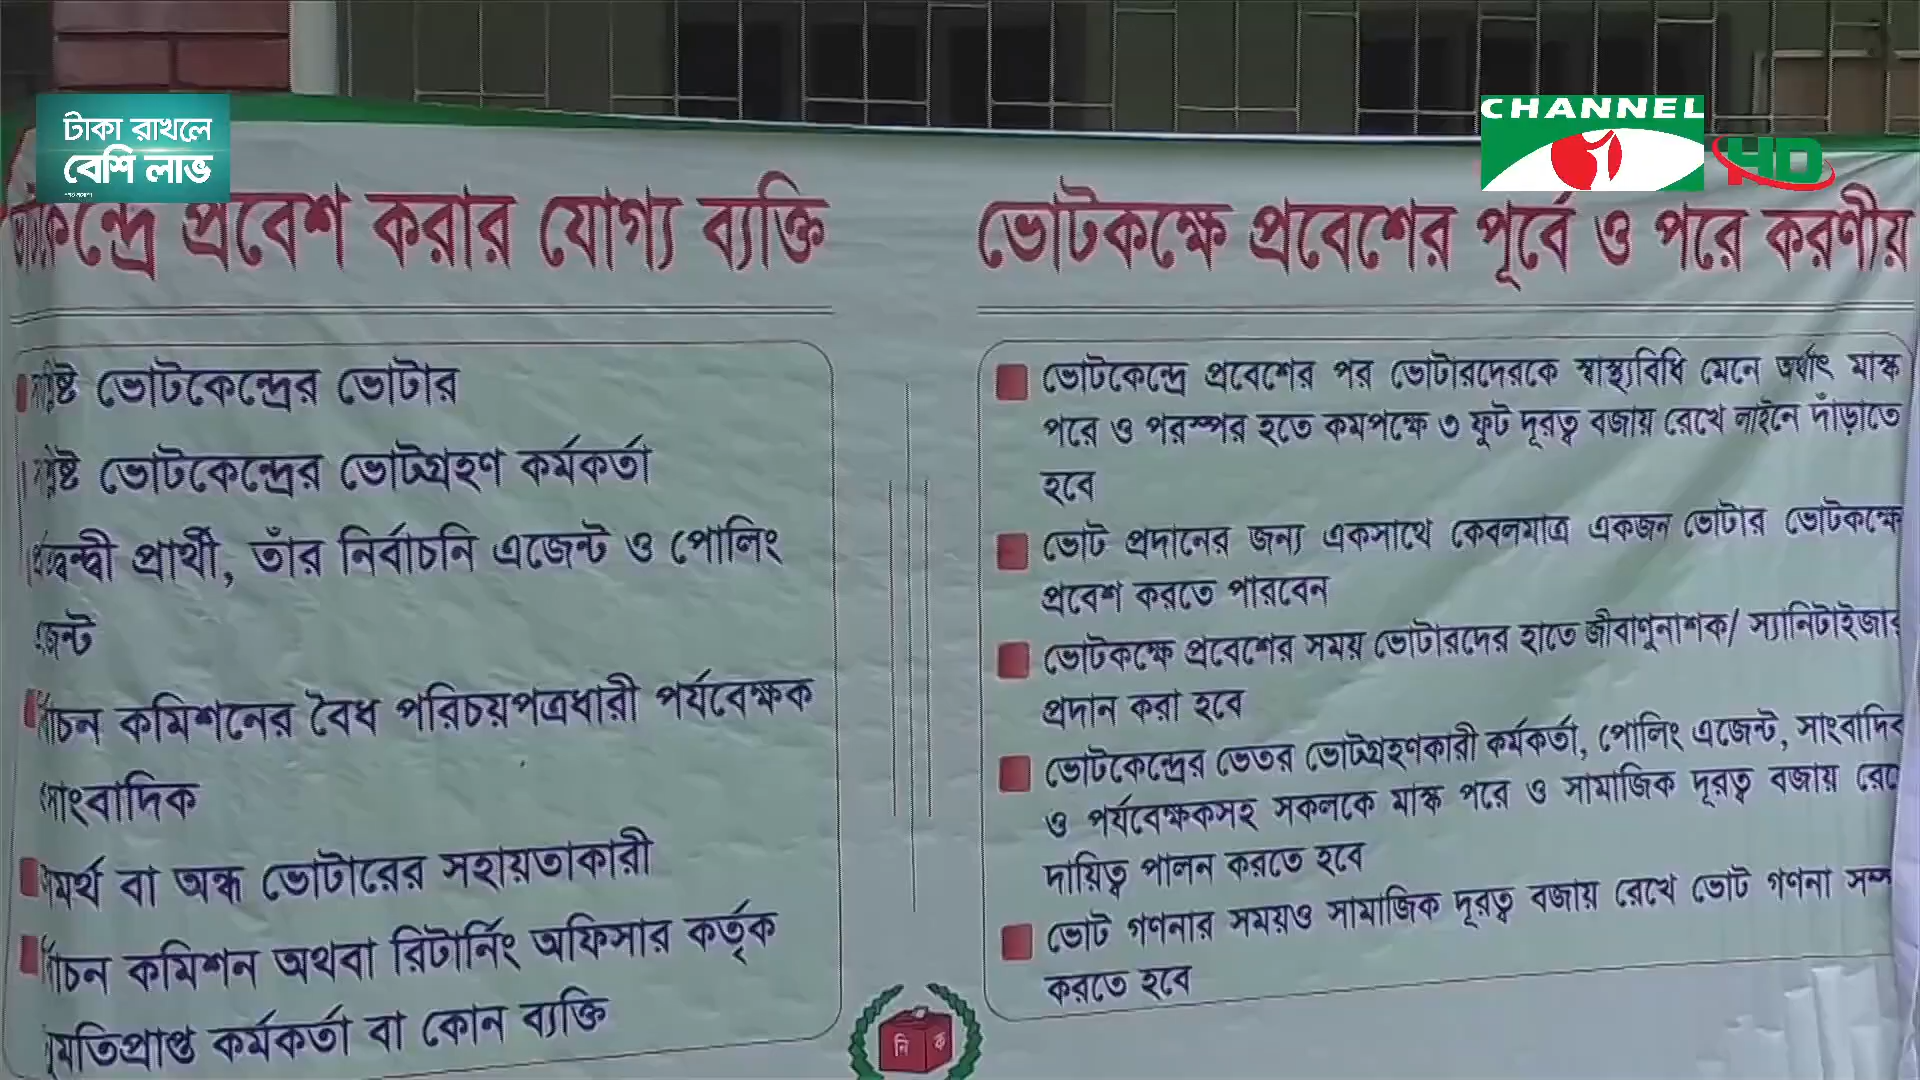 টাকা রাখলে
বেশি লাভ
CHANNEL
HD
প্রবেশ করার যোগ্য ব্যক্তি
ভোটকেন্দ্রের ভোটার
ভোটকেন্দ্রের ভোটগ্রহণ কর্মকর্তা
প্রার্থী, তাঁর নির্বাচনি এজেন্ট ও পোলিং
কমিশনের বৈধ পরিচয়পত্রধারী পর্যবেক্ষক
বা অন্ধ ভোটারের সহায়তাকারী
কমিশন অথবা রিটার্নিং অফিসার কর্তৃক
কর্মকর্তা বা কোন ব্যক্তি
ভোটকক্ষে প্রবেশের পূর্বে ও পরে করণীয়
ভোটকেন্দ্রে প্রবেশের পর ভোটারদেরকে স্বাস্থ্যবিধি মেনে অর্থাৎ মাস্ক
পরে ও পরস্পর হতে কমপক্ষে ৩ ফুট দূরত্ব বজায় রেখে লাইনে দাঁড়াতে
হবে
ভোট প্রদানের জন্য একসাথে কেবলমাত্র একজন ভোটার ভোটকক্ষে
প্রবেশ করতে পারবেন
ভোটকক্ষে প্রবেশের সময় ভোটারদের হাতে জীবাণুনাশক/ স্যানিটাইজার
প্রদান করা হবে
ভোটকেন্দ্রের ভেতর ভোটগ্রহণকারী কর্মকর্তা, পোলিং এজেন্ট, সাংবাদিক
ও পর্যবেক্ষকসহ সকলকে মাস্ক পরে ও সামাজিক দূরত্ব বজায় রেখে
দায়িত্ব পালন করতে হবে
ভোট গণনার সময়ও সামাজিক দূরত্ব বজায় রেখে ভোট গণনা
করতে হবে
নি ক